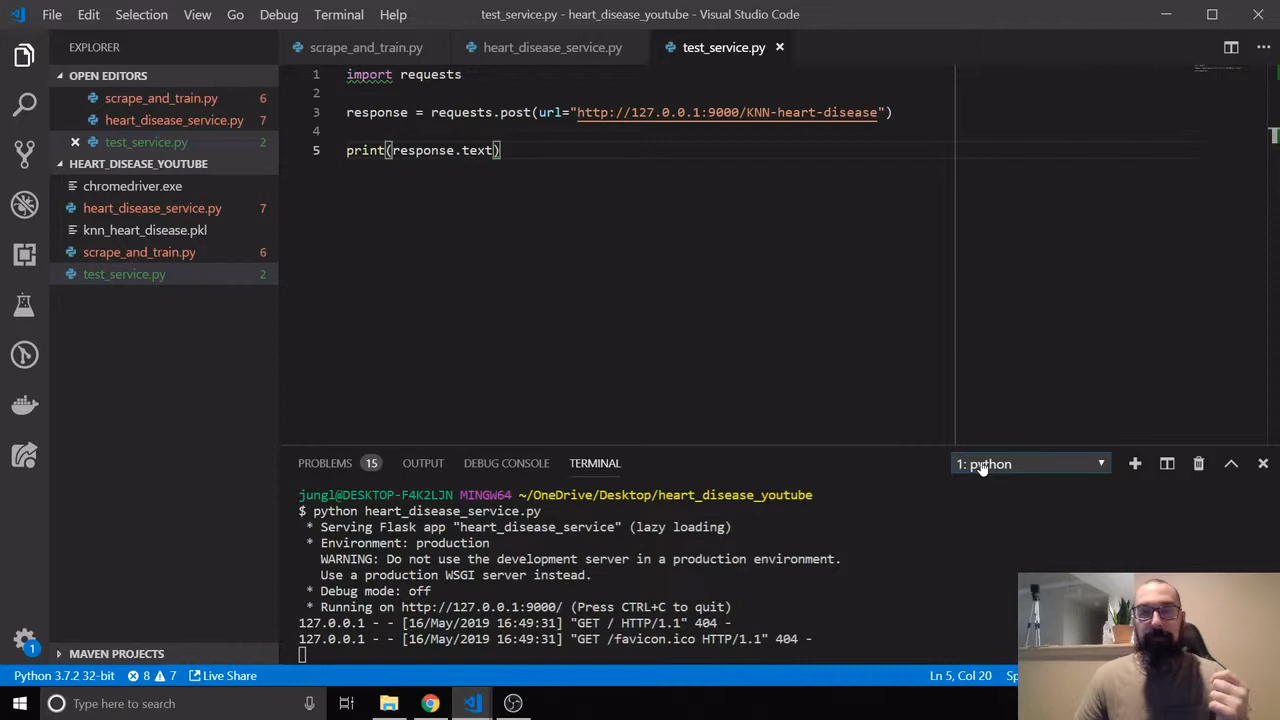 File Edit Selection View Go Debug Terminal Help
test_service.py - heart_disease_youtube - Visual Studio Code
EXPLORER
OPEN EDITORS
scrape_and_train.py 6
heart_disease_service.py 7
test_service.py 2
HEART_DISEASE_YOUTUBE
chromedriver.exe
heart_disease_service.py 7
knn_heart_disease.pkl
scrape_and_train.py 6
test_service.py 2
MAVEN PROJECTS
scrape_and_train.py heart_disease_service.py test_service.py
1 import requests
2
3 response = requests.post(url="http://127.0.0.1:9000/KNN-heart-disease")
4
5 print(response.text)
PROBLEMS 15 OUTPUT DEBUG CONSOLE TERMINAL 1: python
jungl@DESKTOP-F4K2LJN MINGW64 ~/OneDrive/Desktop/heart_disease_youtube
$ python heart_disease_service.py
* Serving Flask app "heart_disease_service" (lazy loading)
* Environment: production
WARNING: Do not use the development server in a production environment.
Use a production WSGI server instead.
* Debug mode: off
* Running on http://127.0.0.1:9000/ (Press CTRL+C to quit)
127.0.0.1 - - [16/May/2019 16:49:31] "GET / HTTP/1.1" 404 -
127.0.0.1 - - [16/May/2019 16:49:31] "GET /favicon.ico HTTP/1.1" 404 -
1
Python 3.7.2 32-bit 8 7 Live Share Ln 5, Col 20
Type here to search